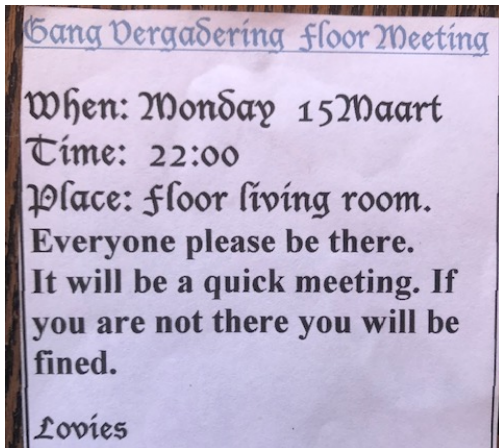 Gang Vergadering Floor Meeting
When: Monday 15Maart
Time: 22:00
Place: Floor living room.
Everyone please be there.
It will be a quick meeting. If
you are not there you will be
fined.
Lovies